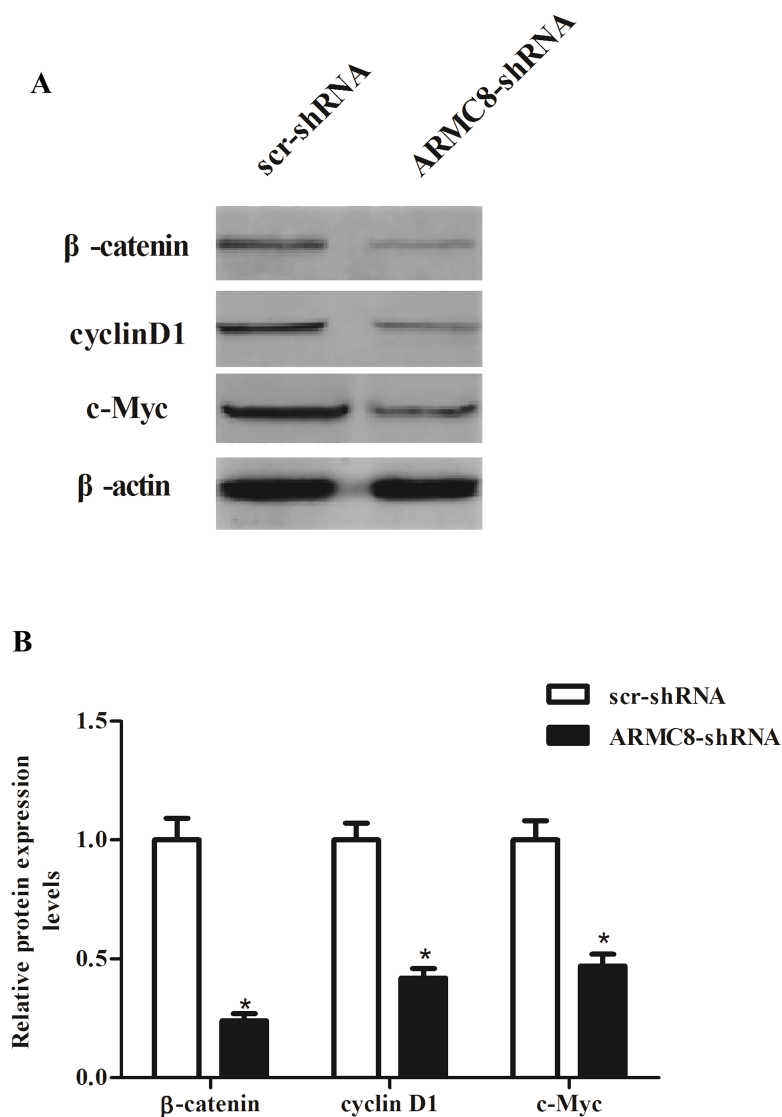 A
scr-shRNA
ARMC8-shRNA
β -catenin
cyclinD1
c-Myc
β -actin
B
scr-shRNA
ARMC8-shRNA
Relative protein expression
levels
1.5
1.0
0.5
0.0
*
*
*
β-catenin
cyclin D1
c-Myc